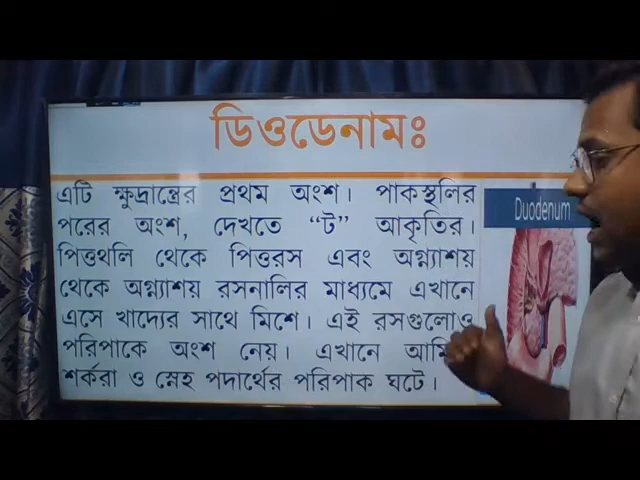 ডিওডেনামঃ
এটি ক্ষুদ্রান্ত্রের প্রথম অংশ। পাকস্থলির
পরের অংশ, দেখতে “ট” আকৃতির।
পিত্তথলি থেকে পিত্তরস এবং অগ্ন্যাশয়
থেকে অগ্ন্যাশয় রসনালির মাধ্যমে এখানে
এসে খাদ্যের সাথে মিশে। এই রসগুলোও
পরিপাকে অংশ নেয়। এখানে
শর্করা ও স্নেহ পদার্থের পরিপাক ঘটে।
Duodenum